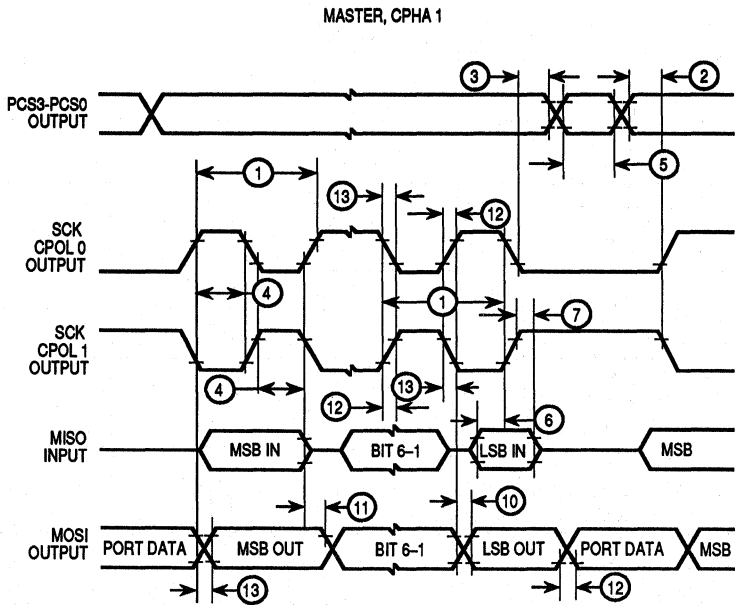 MASTER, CPHA 1
3
2
PCS3-PCS0
OUTPUT
5
1
13
12
SCK
CPOL 0
OUTPUT
4
1
7
SCK
CPOL 1
OUTPUT
4
13
12
6
MISO
INPUT
MSB IN
BIT 6–1
LSB IN
MSB
11
10
MOSI
OUTPUT
PORT DATA
MSB OUT
BIT 6–1
LSB OUT
PORT DATA
MSB
13
12